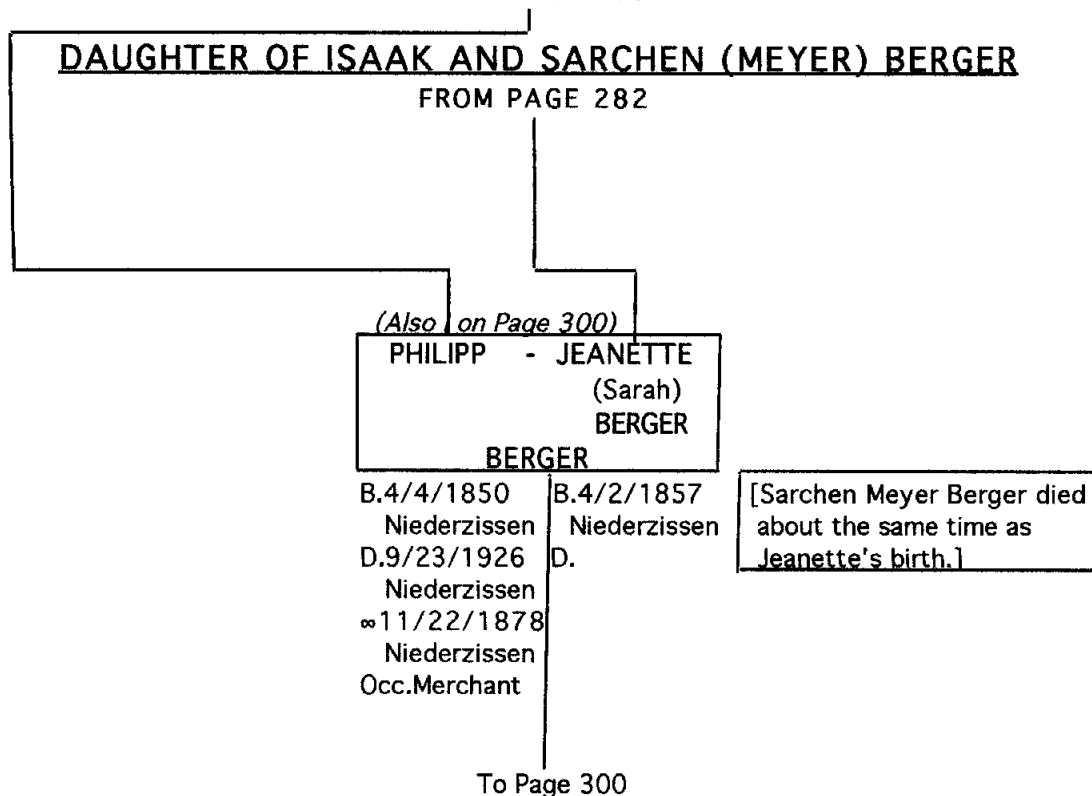 DAUGHTER OF ISAAK AND SARCHEN (MEYER) BERGER
FROM PAGE 282
(Also on Page 300)
PHILIPP - JEANETTE
(Sarah)
BERGER
BERGER
B.4/4/1850 B.4/2/1857
Niederzissen Niederzissen
D.9/23/1926 D.
Niederzissen
∞11/22/1878
Niederzissen
Occ.Merchant
[Sarchen Meyer Berger died
about the same time as
Jeanette's birth.]
To Page 300